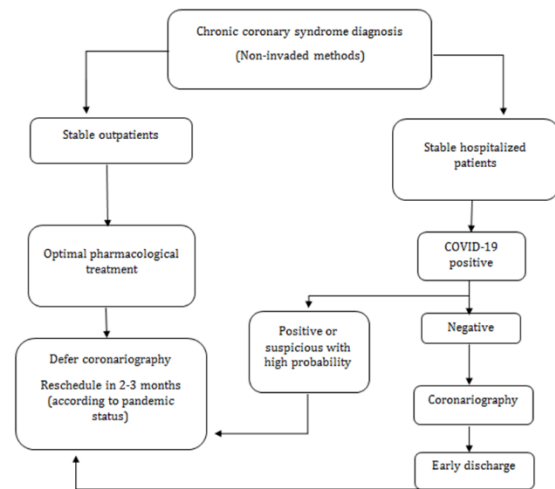 Chronic coronary syndrome diagnosis
(Non-invaded methods)
Stable outpatients
Stable hospitalized
patients
Optimal pharmacological
treatment
COVID-19
positive
Positive or
suspicious with
high probability
Negative
Defer coronariography
Reschedule in 2-3 months
(according to pandemic
status)
Coronariography
Early discharge